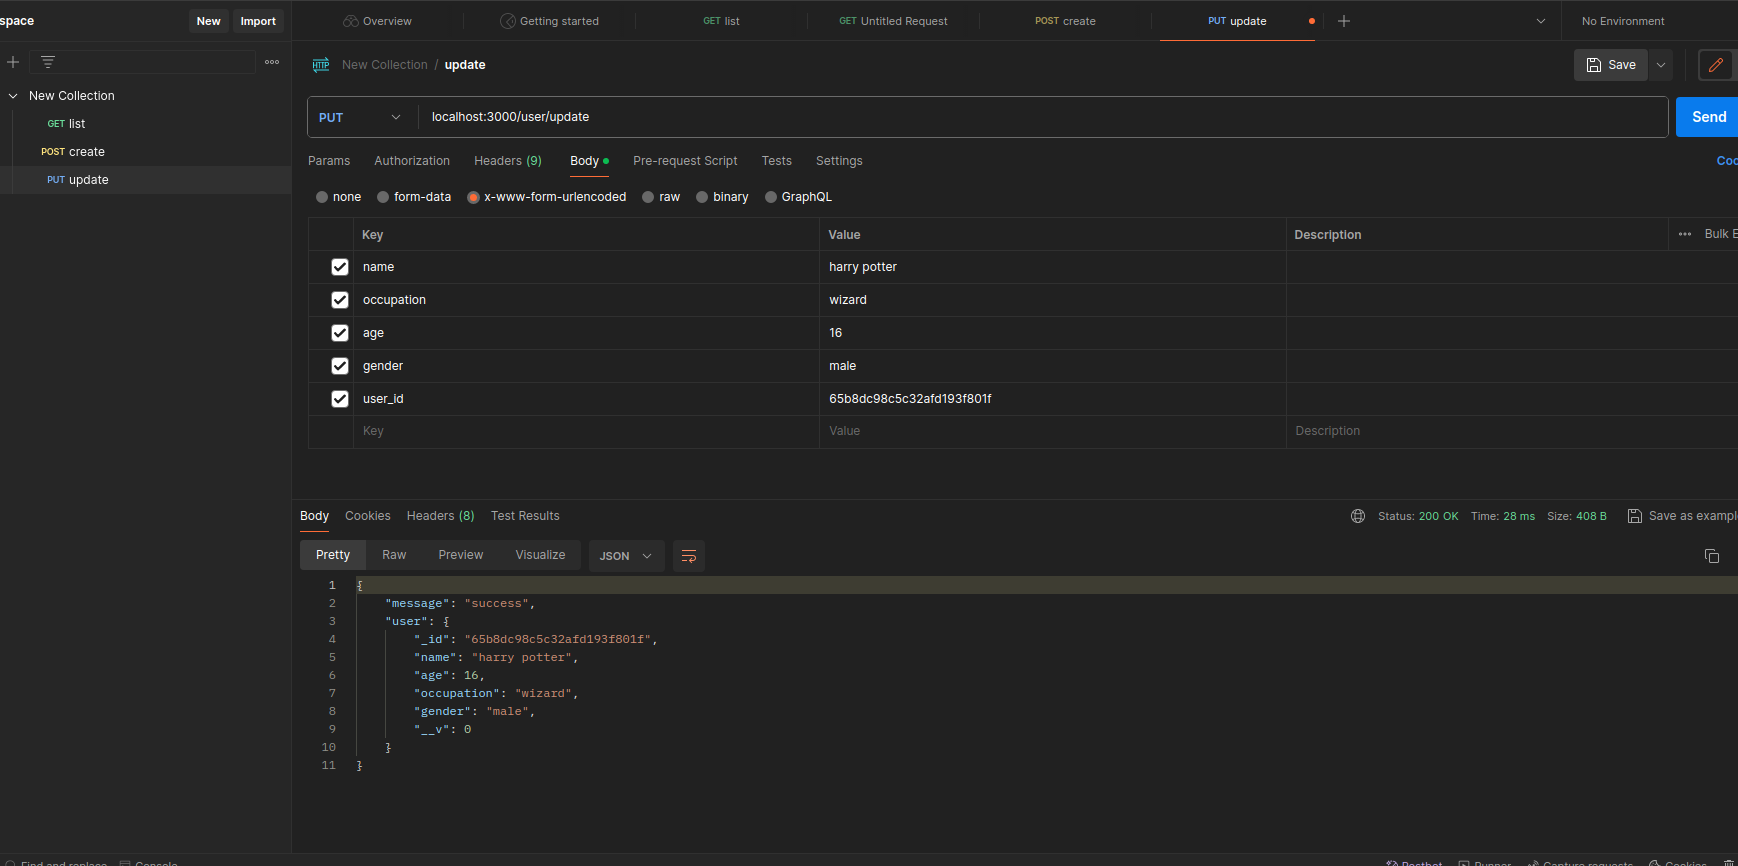 space New Import Overview Getting started GET list GET Untitled Request POST create PUT update No Environment
New Collection / update Save
New Collection
GET list
POST create
PUT update
PUT localhost:3000/user/update Send
Params Authorization Headers (9) Body Pre-request Script Tests Settings Coo
none form-data x-www-form-urlencoded raw binary GraphQL
Key Value Description Bulk E
name harry potter
occupation wizard
age 16
gender male
user_id 65b8dc98c5c32afd193f801f
Key Value Description
Body Cookies Headers (8) Test Results Status: 200 OK Time: 28 ms Size: 408 B Save as exampl
Pretty Raw Preview Visualize JSON
1 {
2 "message": "success",
3 "user": {
4 "_id": "65b8dc98c5c32afd193f801f",
5 "name": "harry potter",
6 "age": 16,
7 "occupation": "wizard",
8 "gender": "male",
9 "__v": 0
10 }
11 }
Find and replace Console Postbot Runner Capture requests Cookies